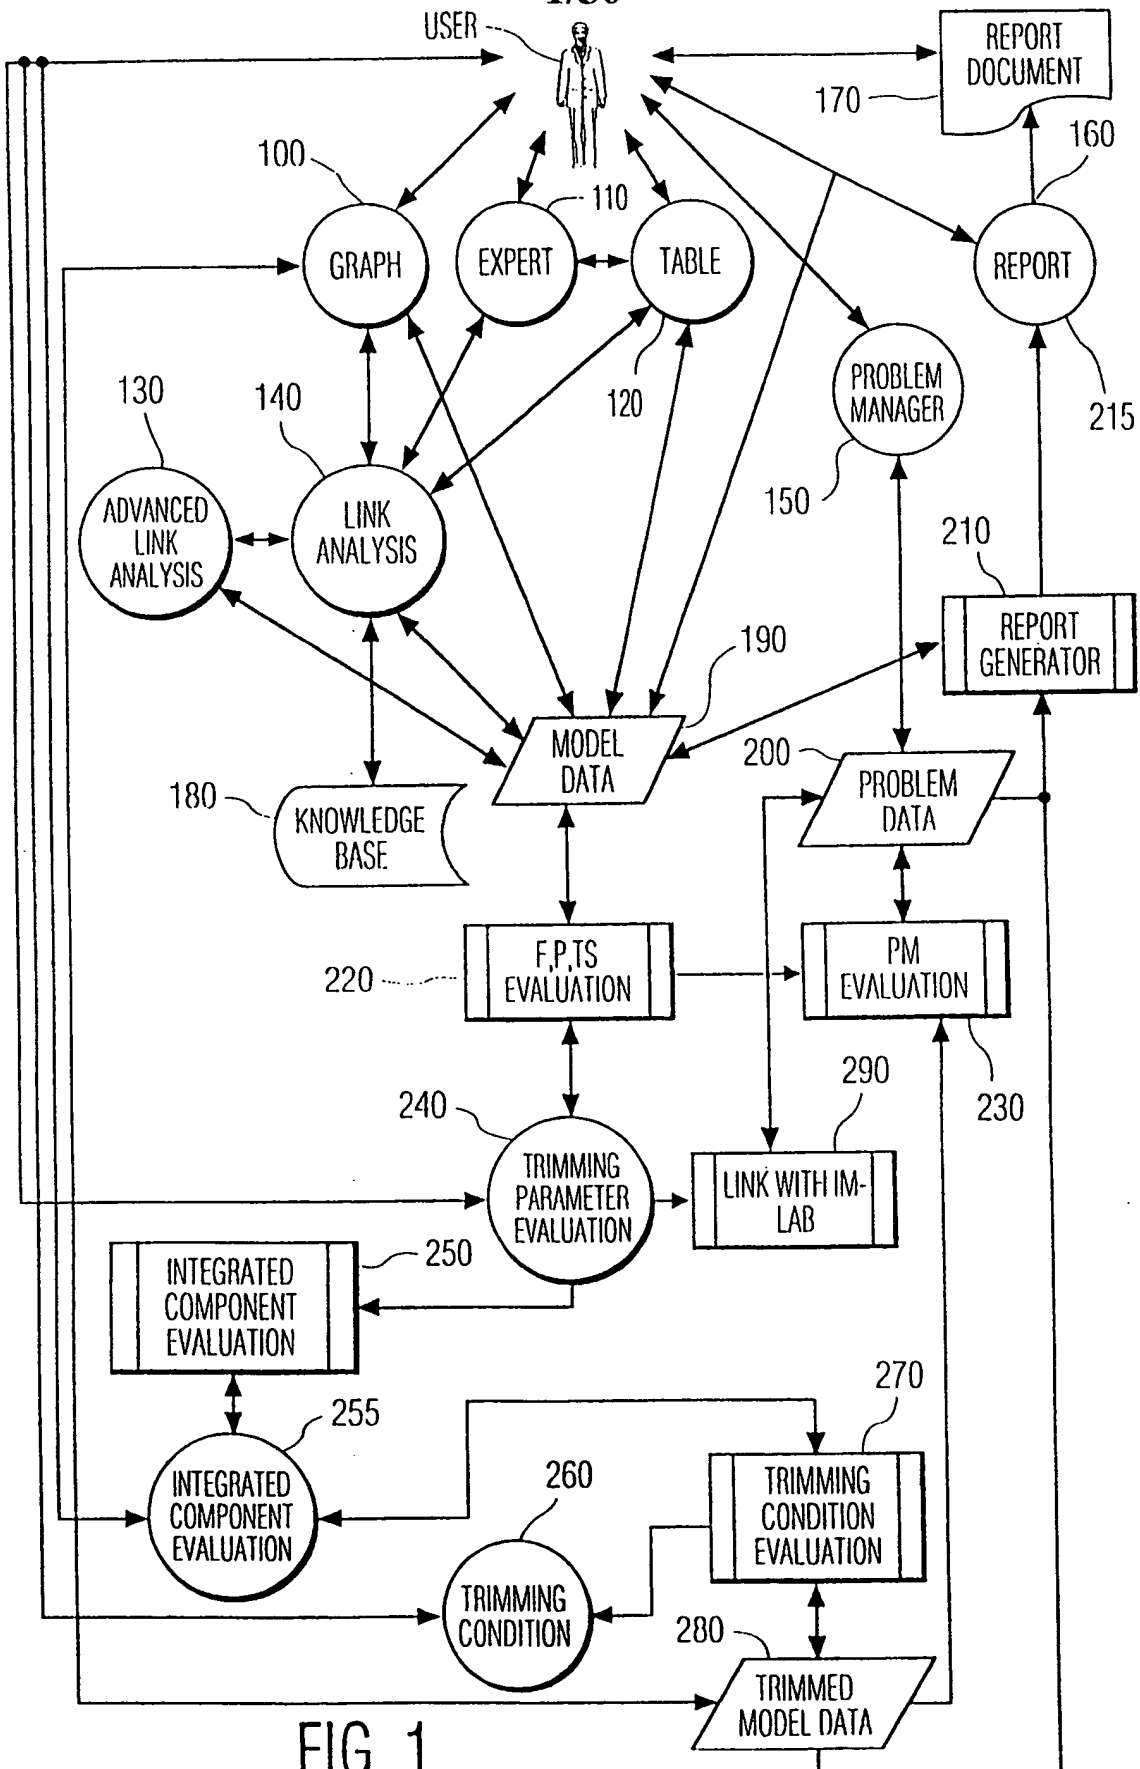 USER
REPORT
DOCUMENT
170
160
100
110
GRAPH
EXPERT
TABLE
REPORT
130
140
120
PROBLEM
MANAGER
215
150
ADVANCED
LINK
ANALYSIS
LINK
ANALYSIS
210
REPORT
GENERATOR
190
MODEL
DATA
200
PROBLEM
DATA
180
KNOWLEDGE
BASE
220
F,P,TS
EVALUATION
PM
EVALUATION
230
240
290
TRIMMING
PARAMETER
EVALUATION
LINK WITH IM-
LAB
250
INTEGRATED
COMPONENT
EVALUATION
255
270
INTEGRATED
COMPONENT
EVALUATION
260
TRIMMING
CONDITION
EVALUATION
TRIMMING
CONDITION
280
TRIMMED
MODEL DATA
FIG. 1